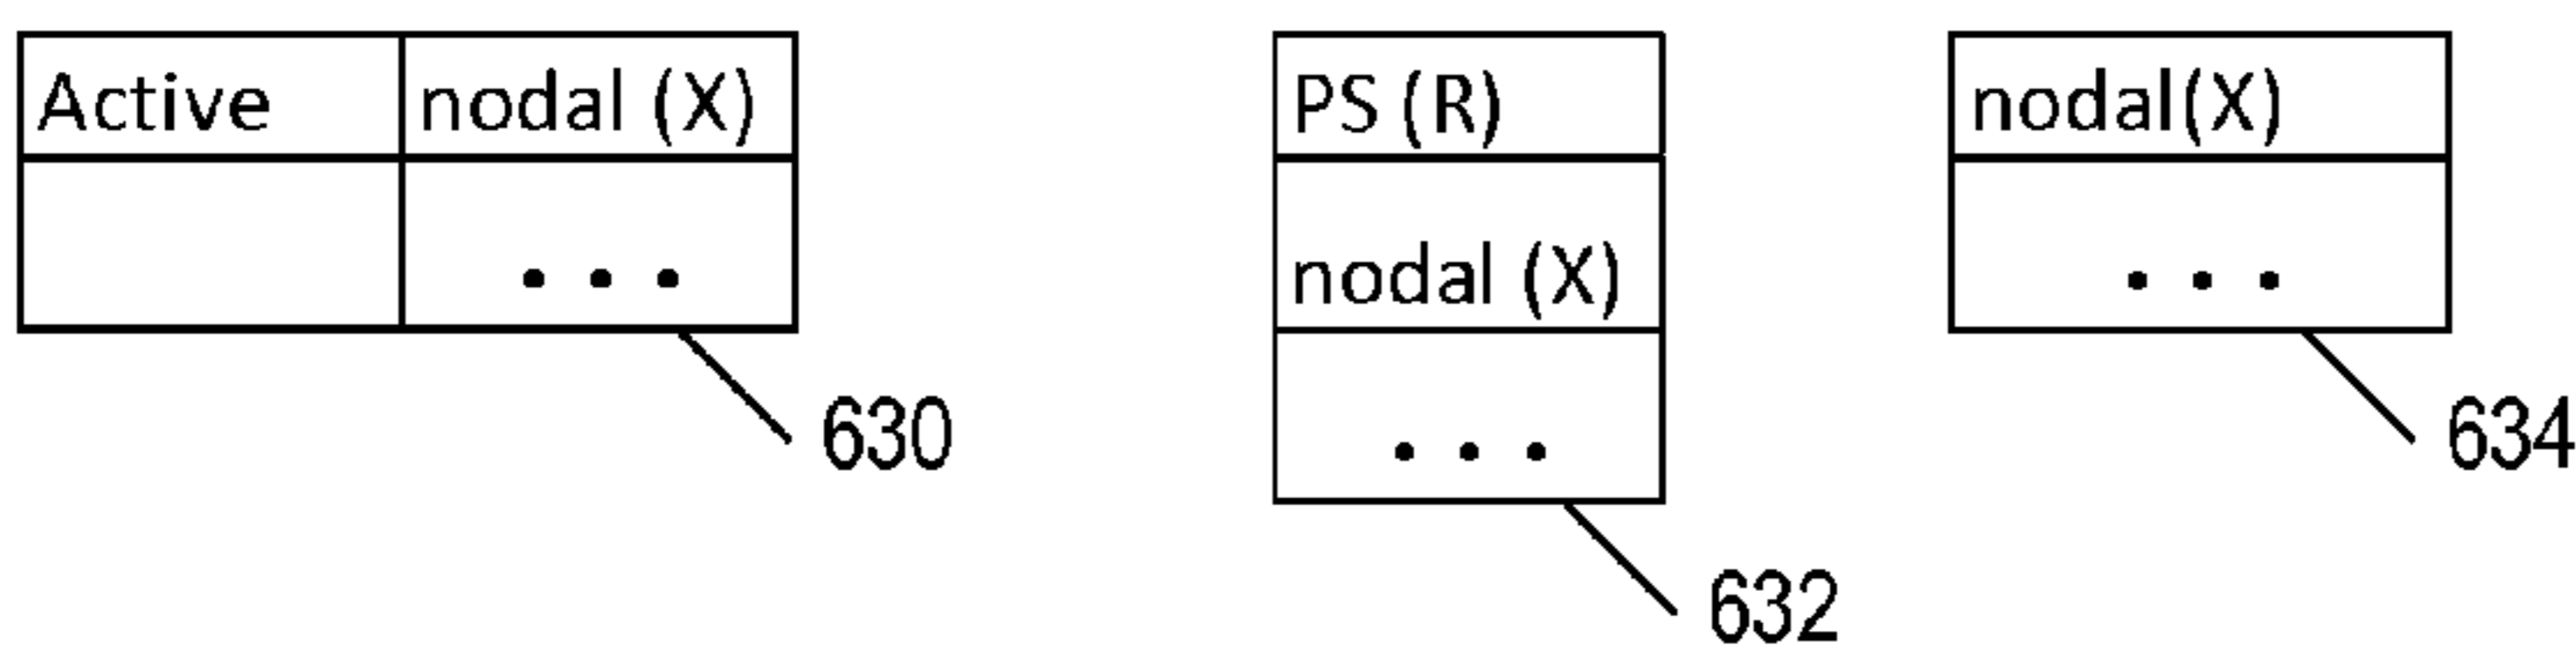 Active nodal (X) PS (R) nodal(X)
. . . nodal (X) . . .
630 . . . 634
632